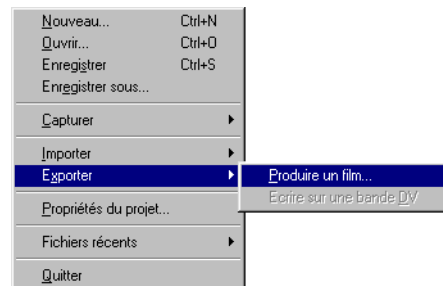 Nouveau... Ctrl+N
Ouvrir... Ctrl+O
Enregistrer Ctrl+S
Enregistrer sous...
Capturer
Importer
Exporter
Produire un film...
Ecrire sur une bande DV
Propriétés du projet...
Fichiers récents
Quitter